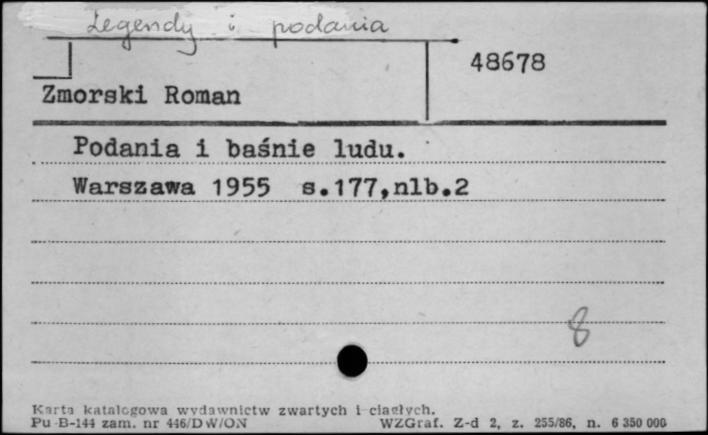 Legendy i podania
48678
Zmorski Roman
Podania i baśnie ludu.
Warszawa 1955 s.177,nlb.2
8
Karta katalogowa wydawnictw zwartych i ciągłych.
Pu-B-144 zam. nr 446/DW/ON WZGraf. Z-d 2, z. 255/86, n. 6 350 000